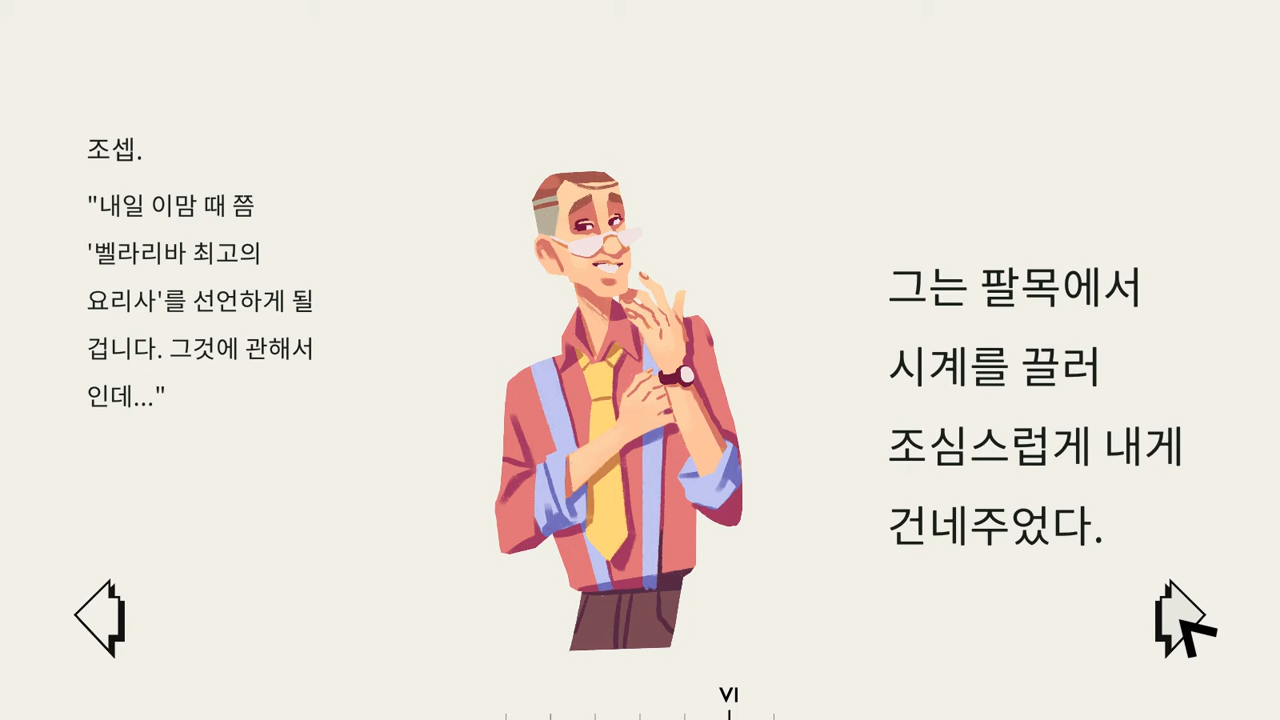 조셉.
"내일 이맘 때 쯤
'벨라리바 최고의
요리사'를 선언하게 될
겁니다. 그것에 관해서
인데..."
그는 팔목에서
시계를 끌러
조심스럽게 내게
건네주었다.
VI